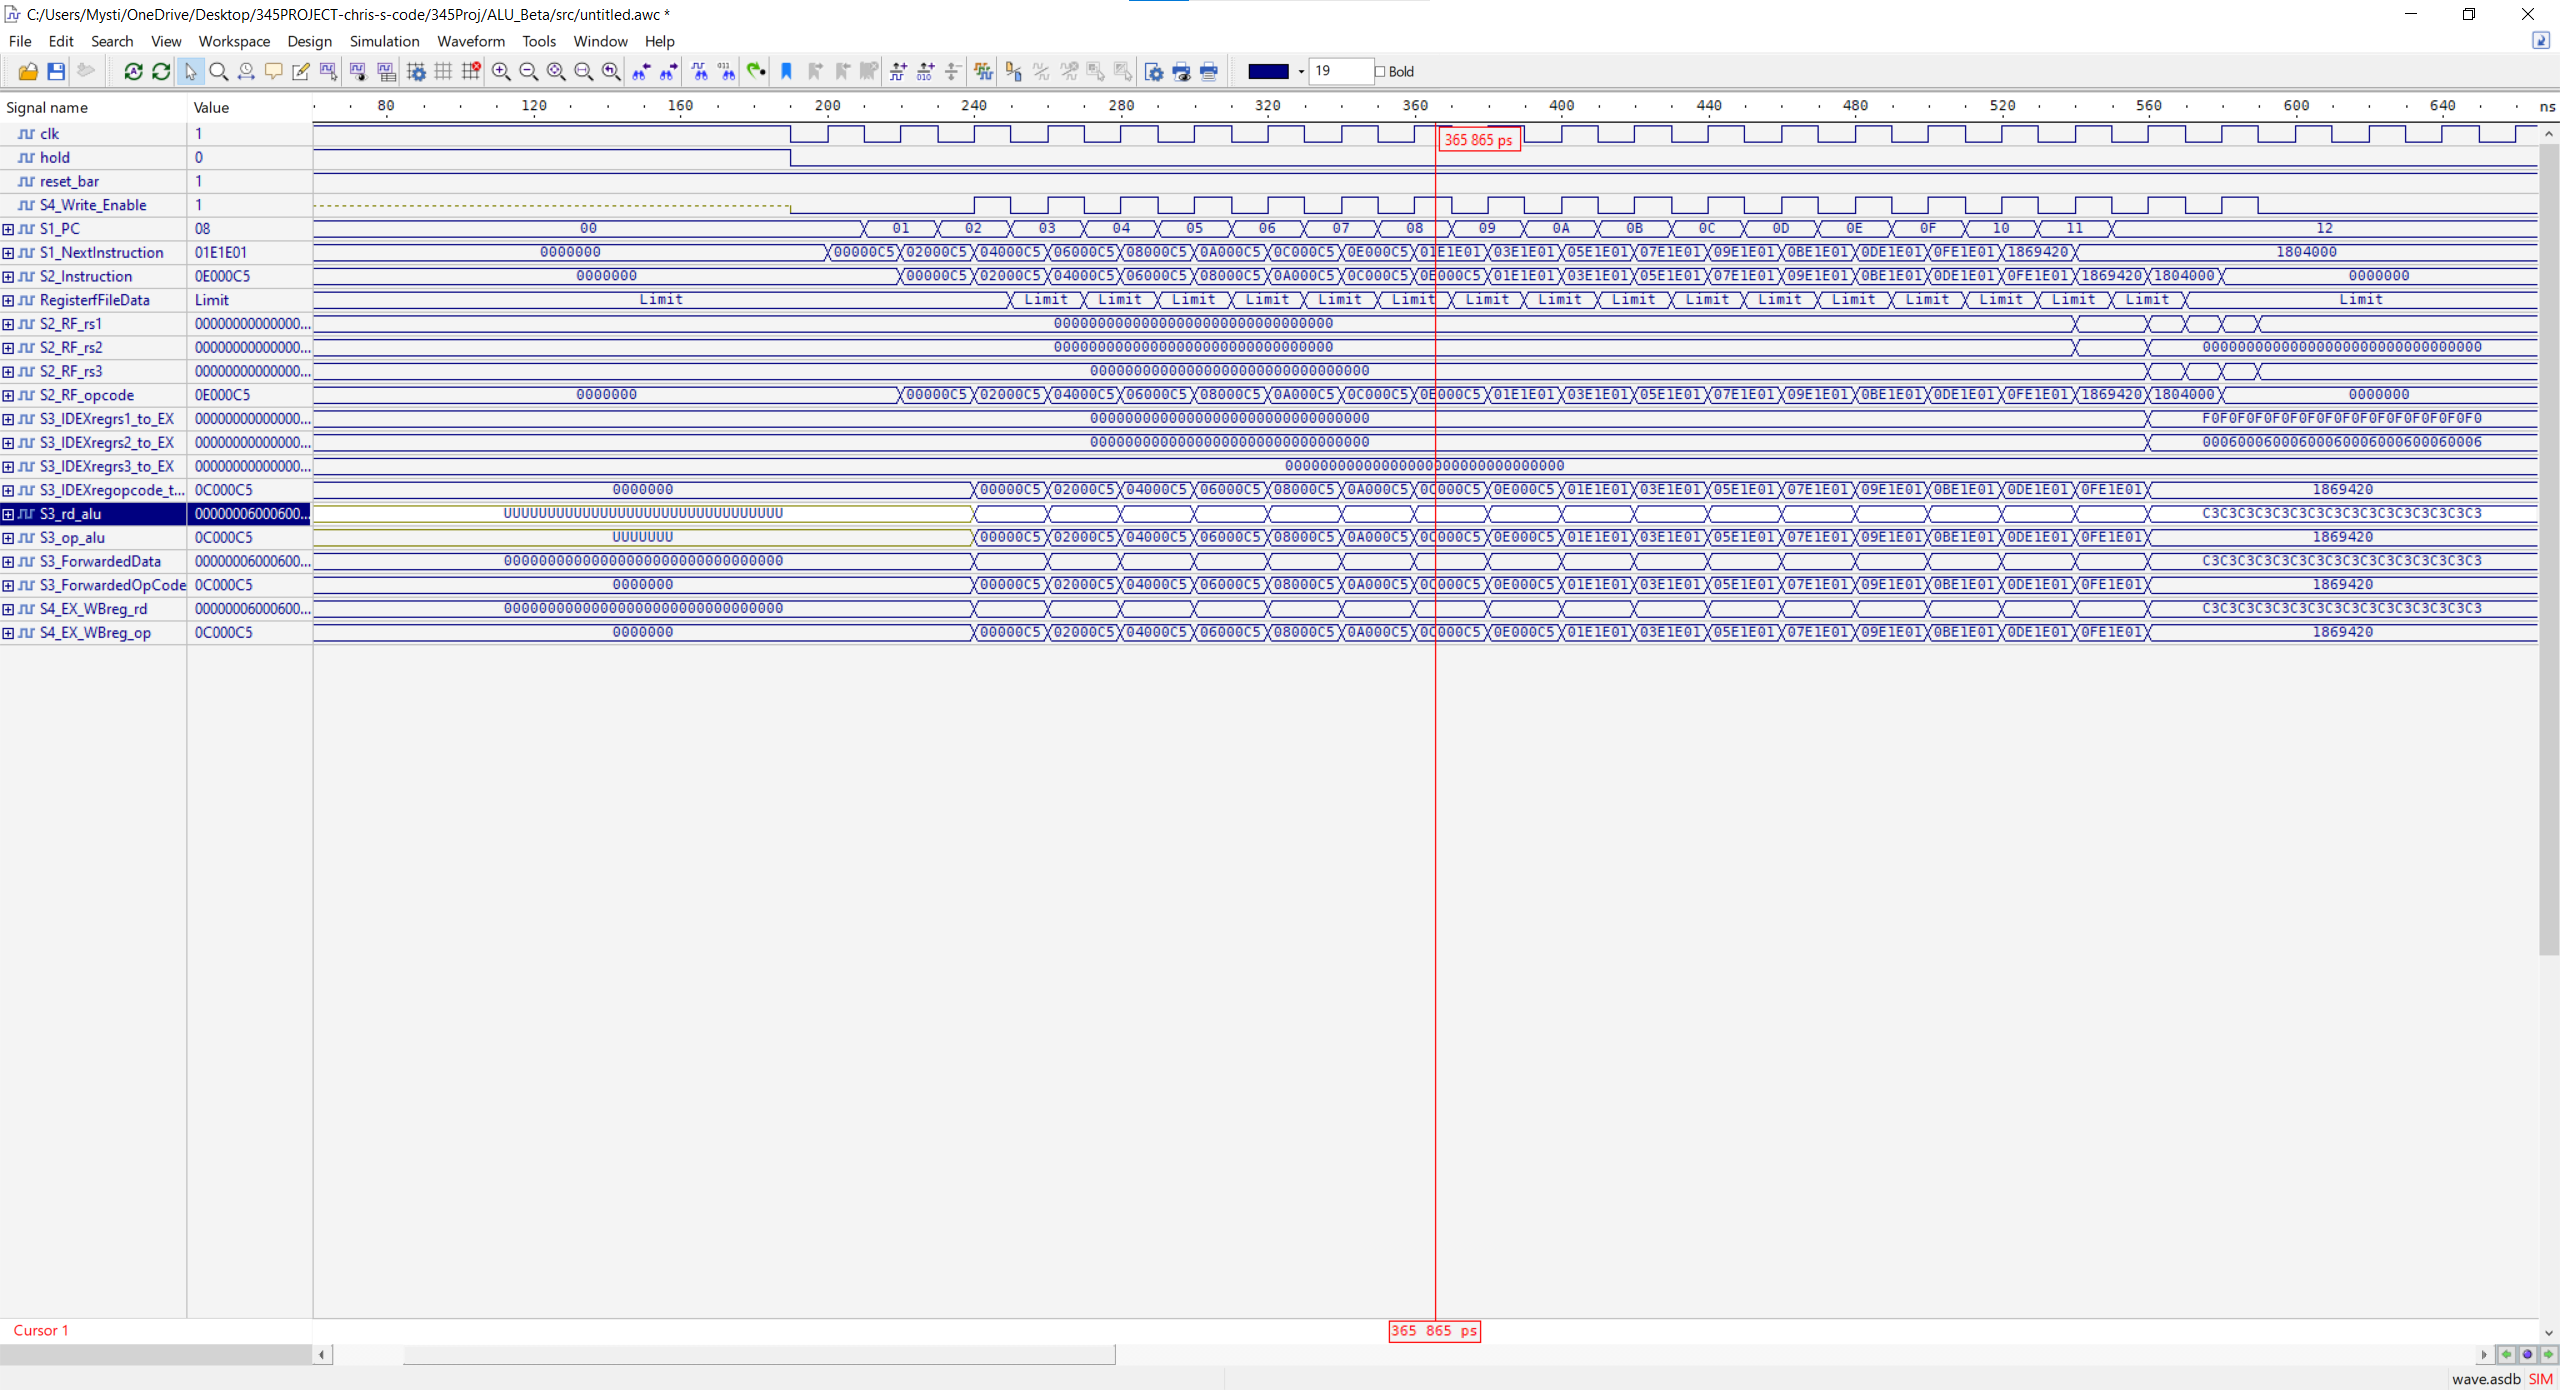 C:/Users/Mysti/OneDrive/Desktop/345PROJECT-chris-s-code/345Proj/ALU_Beta/src/untitled.awc *
File Edit Search View Workspace Design Simulation Waveform Tools Window Help
19 Bold
Signal name Value 80 120 160 200 240 280 320 360 400 440 480 520 560 600 640 ns
clk 1 365 865 ps
hold 0
reset_bar 1
S4_Write_Enable 1
S1_PC 08 00 01 02 03 04 05 06 07 08 09 0A 0B 0C 0D 0E 0F 10 11 12
S1_NextInstruction 01E1E01 0000000 00000C5 02000C5 04000C5 06000C5 08000C5 0A000C5 0C000C5 0E000C5 01E1E01 03E1E01 05E1E01 07E1E01 09E1E01 0BE1E01 0DE1E01 0FE1E01 1869420 1804000
S2_Instruction 0E000C5 0000000 00000C5 02000C5 04000C5 06000C5 08000C5 0A000C5 0C000C5 0E000C5 01E1E01 03E1E01 05E1E01 07E1E01 09E1E01 0BE1E01 0DE1E01 0FE1E01 1869420 1804000 0000000
RegisterfFileData Limit Limit Limit Limit Limit Limit Limit Limit Limit Limit Limit Limit Limit Limit Limit Limit Limit Limit Limit
S2_RF_rs1 00000000000000... 00000000000000000000000000000000
S2_RF_rs2 00000000000000... 00000000000000000000000000000000 00000000000000000000000000000000
S2_RF_rs3 00000000000000... 00000000000000000000000000000000
S2_RF_opcode 0E000C5 0000000 00000C5 02000C5 04000C5 06000C5 08000C5 0A000C5 0C000C5 0E000C5 01E1E01 03E1E01 05E1E01 07E1E01 09E1E01 0BE1E01 0DE1E01 0FE1E01 1869420 1804000 0000000
S3_IDEXregrs1_to_EX 00000000000000... 00000000000000000000000000000000 F0F0F0F0F0F0F0F0F0F0F0F0F0F0F0F0
S3_IDEXregrs2_to_EX 00000000000000... 00000000000000000000000000000000 00060006000600060006000600060006
S3_IDEXregrs3_to_EX 00000000000000... 00000000000000000000000000000000
S3_IDEXregopcode_t... 0C000C5 0000000 00000C5 02000C5 04000C5 06000C5 08000C5 0A000C5 0C000C5 0E000C5 01E1E01 03E1E01 05E1E01 07E1E01 09E1E01 0BE1E01 0DE1E01 0FE1E01 1869420
S3_rd_alu 00000006000600... UUUUUUUUUUUUUUUUUUUUUUUUUUUUUUUU C3C3C3C3C3C3C3C3C3C3C3C3C3C3C3C3
S3_op_alu 0C000C5 UUUUUUU 00000C5 02000C5 04000C5 06000C5 08000C5 0A000C5 0C000C5 0E000C5 01E1E01 03E1E01 05E1E01 07E1E01 09E1E01 0BE1E01 0DE1E01 0FE1E01 1869420
S3_ForwardedData 00000006000600... 00000000000000000000000000000000 C3C3C3C3C3C3C3C3C3C3C3C3C3C3C3C3
S3_ForwardedOpCode 0C000C5 0000000 00000C5 02000C5 04000C5 06000C5 08000C5 0A000C5 0C000C5 0E000C5 01E1E01 03E1E01 05E1E01 07E1E01 09E1E01 0BE1E01 0DE1E01 0FE1E01 1869420
S4_EX_WBreg_rd 00000006000600... 00000000000000000000000000000000 C3C3C3C3C3C3C3C3C3C3C3C3C3C3C3C3
S4_EX_WBreg_op 0C000C5 0000000 00000C5 02000C5 04000C5 06000C5 08000C5 0A000C5 0C000C5 0E000C5 01E1E01 03E1E01 05E1E01 07E1E01 09E1E01 0BE1E01 0DE1E01 0FE1E01 1869420
Cursor 1 365 865 ps
wave.asdb SIM